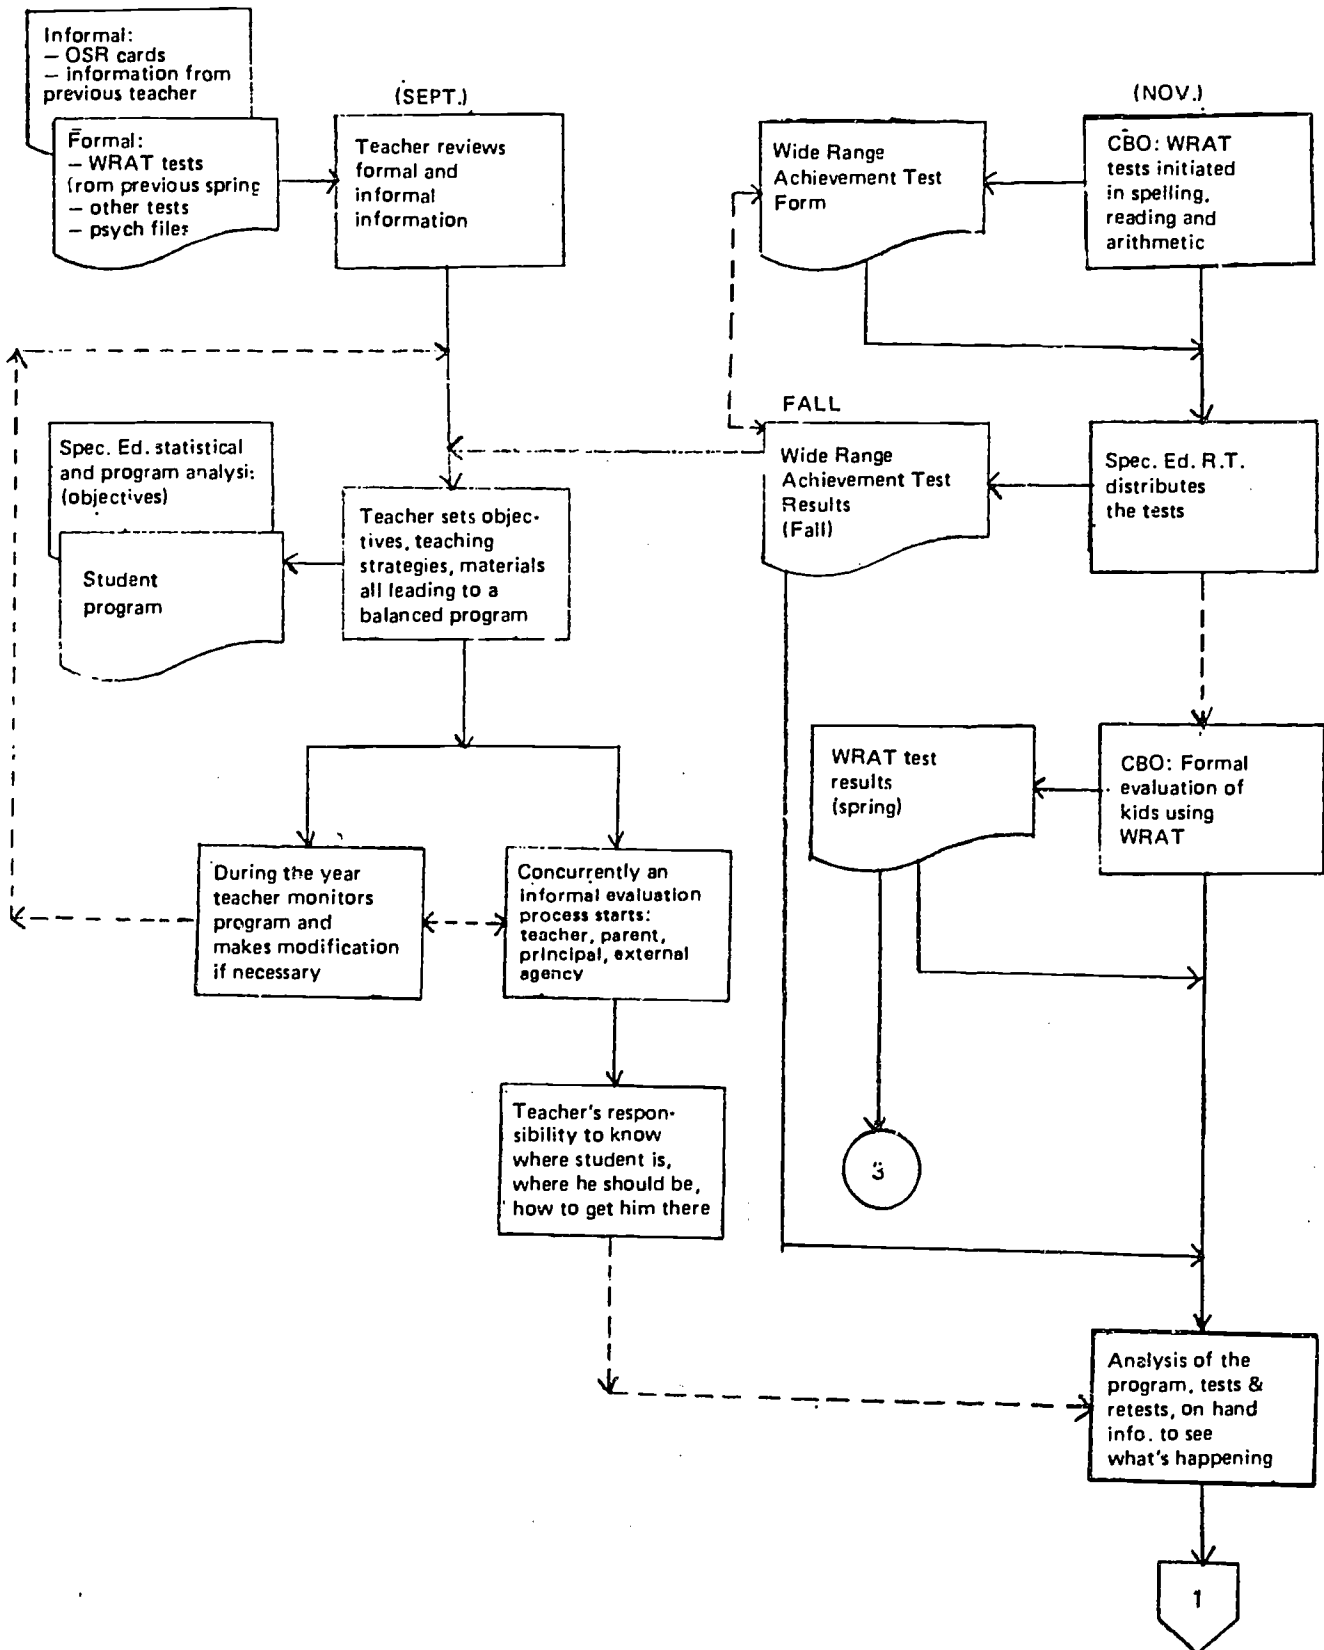 Informal:
– OSR cards
– information from
previous teacher
Formal:
– WRAT tests
from previous spring
– other tests
– psych files
(SEPT.)
Teacher reviews
formal and
informal
information
Wide Range
Achievement Test
Form
(NOV.)
CBO: WRAT
tests initiated
in spelling,
reading and
arithmetic
Spec. Ed. statistical
and program analysis
(objectives)
Student
program
Teacher sets objec-
tives, teaching
strategies, materials
all leading to a
balanced program
FALL
Wide Range
Achievement Test
Results
(Fall)
Spec. Ed. R.T.
distributes
the tests
WRAT test
results
(spring)
CBO: Formal
evaluation of
kids using
WRAT
During the year
teacher monitors
program and
makes modification
if necessary
Concurrently an
informal evaluation
process starts:
teacher, parent,
principal, external
agency
Teacher's respon-
sibility to know
where student is,
where he should be,
how to get him there
3
Analysis of the
program, tests &
retests, on hand
info. to see
what's happening
1